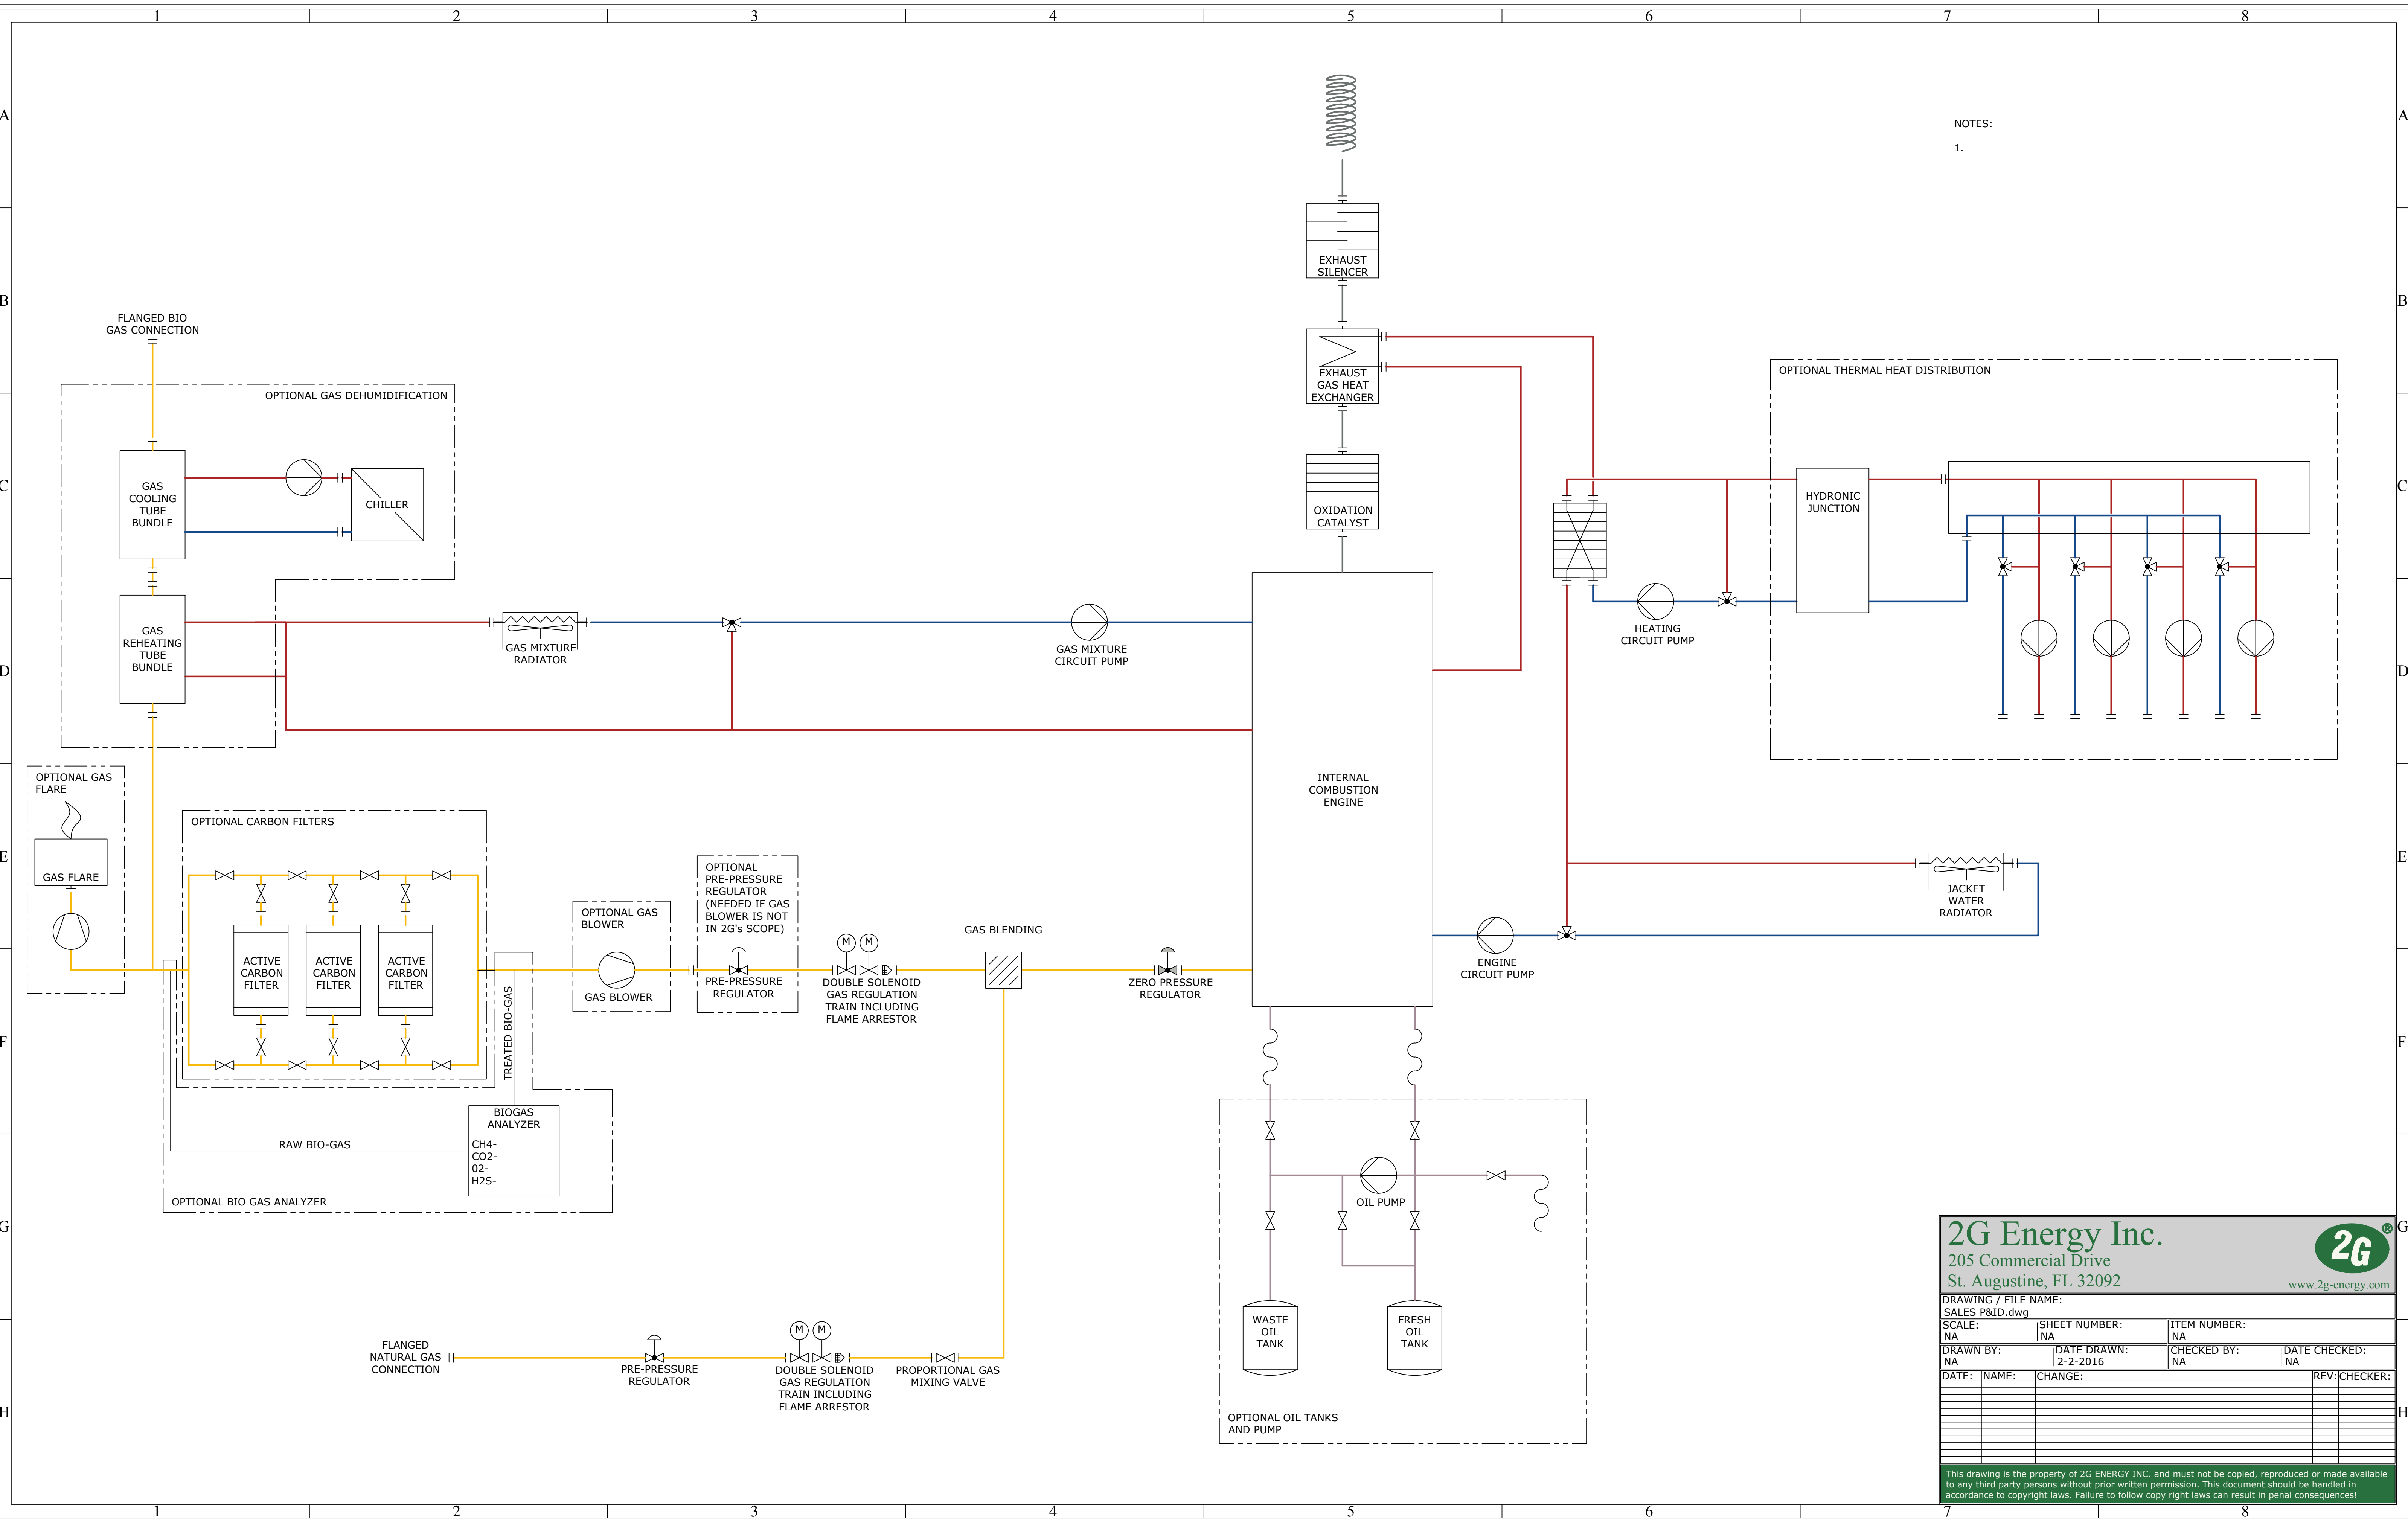 1 2 3 4 5 6 7 8
A A
NOTES:
1.
EXHAUST
SILENCER
B B
FLANGED BIO
GAS CONNECTION
EXHAUST
GAS HEAT
EXCHANGER
OPTIONAL THERMAL HEAT DISTRIBUTION
OPTIONAL GAS DEHUMIDIFICATION
C C
GAS
COOLING
TUBE
BUNDLE
CHILLER
OXIDATION
CATALYST
HYDRONIC
JUNCTION
D D
GAS
REHEATING
TUBE
BUNDLE
GAS MIXTURE
RADIATOR
GAS MIXTURE
CIRCUIT PUMP
HEATING
CIRCUIT PUMP
INTERNAL
COMBUSTION
ENGINE
OPTIONAL GAS
FLARE
GAS FLARE
E E
OPTIONAL CARBON FILTERS
ACTIVE
CARBON
FILTER
ACTIVE
CARBON
FILTER
ACTIVE
CARBON
FILTER
OPTIONAL GAS
BLOWER
GAS BLOWER
OPTIONAL
PRE-PRESSURE
REGULATOR
(NEEDED IF GAS
BLOWER IS NOT
IN 2G's SCOPE)
PRE-PRESSURE
REGULATOR
M M
DOUBLE SOLENOID
GAS REGULATION
TRAIN INCLUDING
FLAME ARRESTOR
GAS BLENDING
ZERO PRESSURE
REGULATOR
ENGINE
CIRCUIT PUMP
JACKET
WATER
RADIATOR
F F
TREATED BIO-GAS
BIOGAS
ANALYZER
CH4-
CO2-
02-
H2S-
RAW BIO-GAS
OPTIONAL BIO GAS ANALYZER
OIL PUMP
G G
WASTE
OIL
TANK
FRESH
OIL
TANK
OPTIONAL OIL TANKS
AND PUMP
FLANGED
NATURAL GAS
CONNECTION
PRE-PRESSURE
REGULATOR
M M
DOUBLE SOLENOID
GAS REGULATION
TRAIN INCLUDING
FLAME ARRESTOR
PROPORTIONAL GAS
MIXING VALVE
H H
2G Energy Inc.
205 Commercial Drive
St. Augustine, FL 32092
2G ®
www.2g-energy.com
DRAWING / FILE NAME:
SALES P&ID.dwg
SCALE: SHEET NUMBER: ITEM NUMBER:
NA NA NA
DRAWN BY: DATE DRAWN: CHECKED BY: DATE CHECKED:
NA 2-2-2016 NA NA
DATE: NAME: CHANGE: REV: CHECKER:
This drawing is the property of 2G ENERGY INC. and must not be copied, reproduced or made available
to any third party persons without prior written permission. This document should be handled in
accordance to copyright laws. Failure to follow copy right laws can result in penal consequences!
1 2 3 4 5 6 7 8